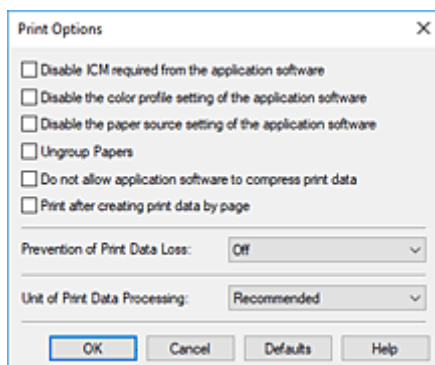 Print Options
Disable ICM required from the application software
Disable the color profile setting of the application software
Disable the paper source setting of the application software
Ungroup Papers
Do not allow application software to compress print data
Print after creating print data by page
Prevention of Print Data Loss: Off
Unit of Print Data Processing: Recommended
OK Cancel Defaults Help